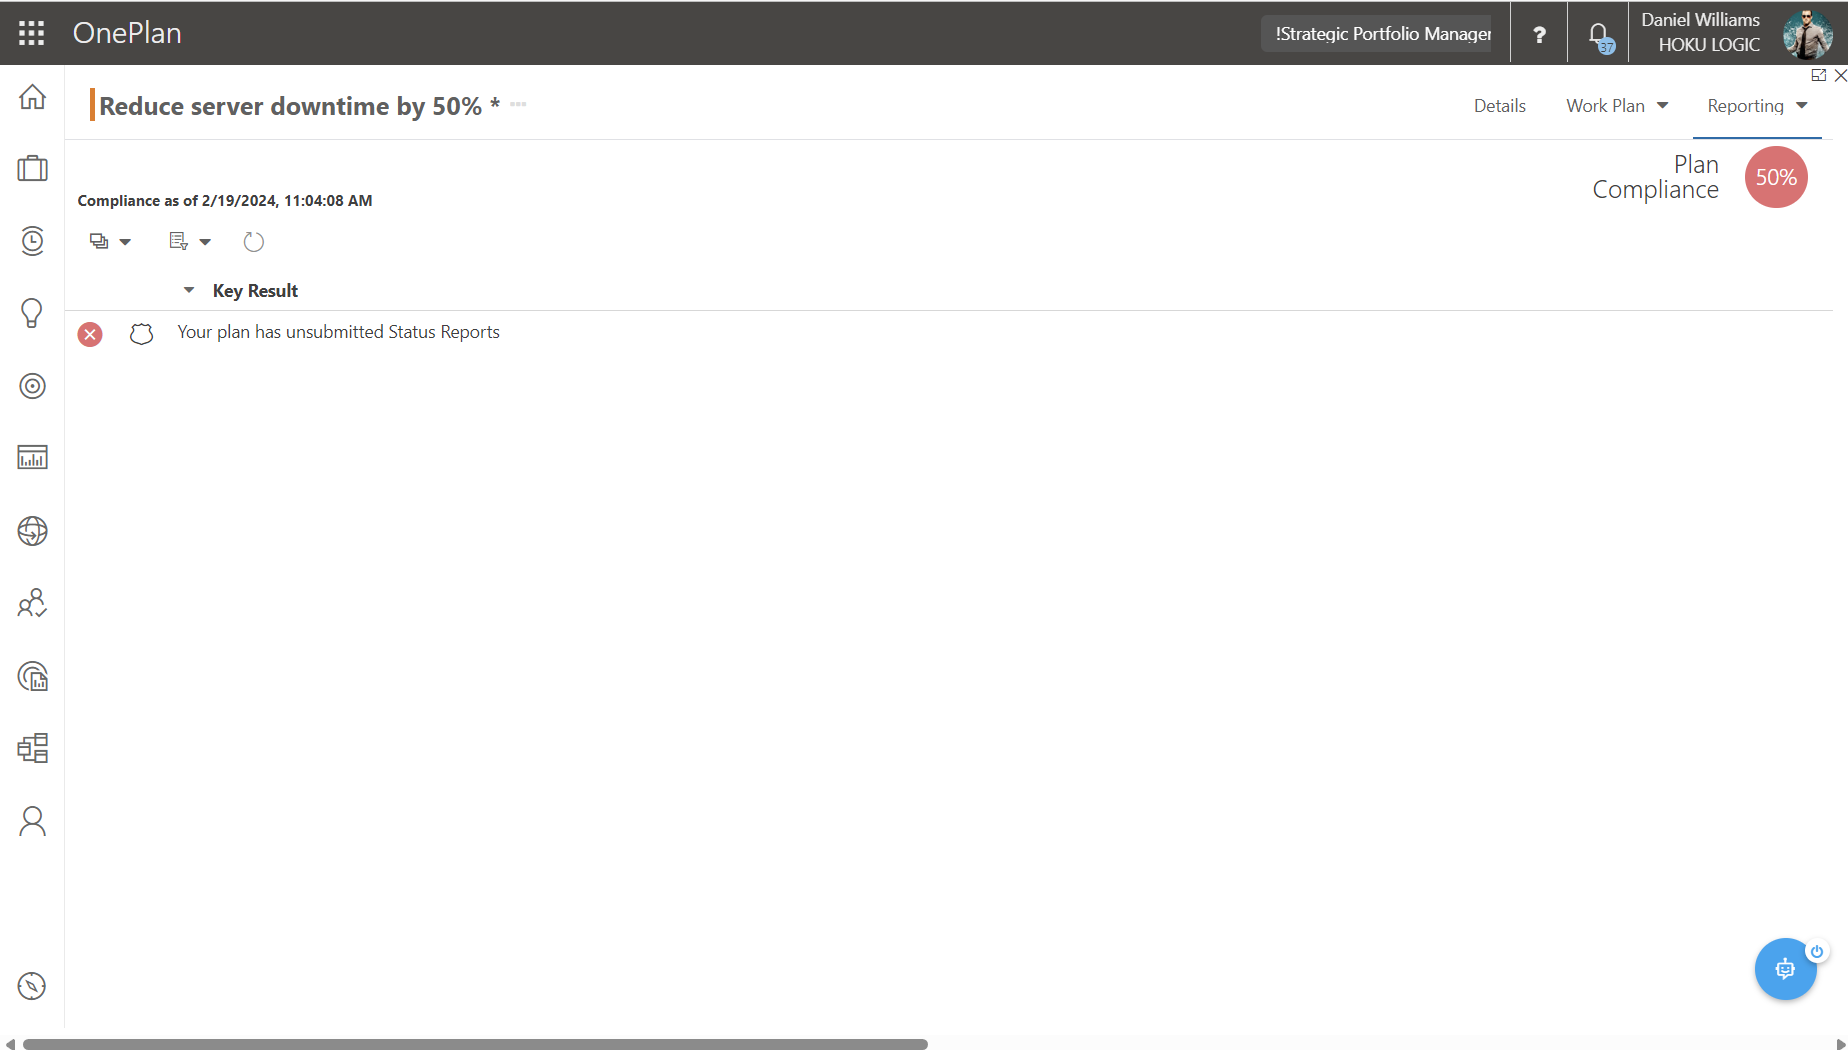 OnePlan
!Strategic Portfolio Manager
?
37
Daniel Williams
HOKU LOGIC
Reduce server downtime by 50% *
Details
Work Plan
Reporting
Plan
Compliance
50%
Compliance as of 2/19/2024, 11:04:08 AM
Key Result
Your plan has unsubmitted Status Reports